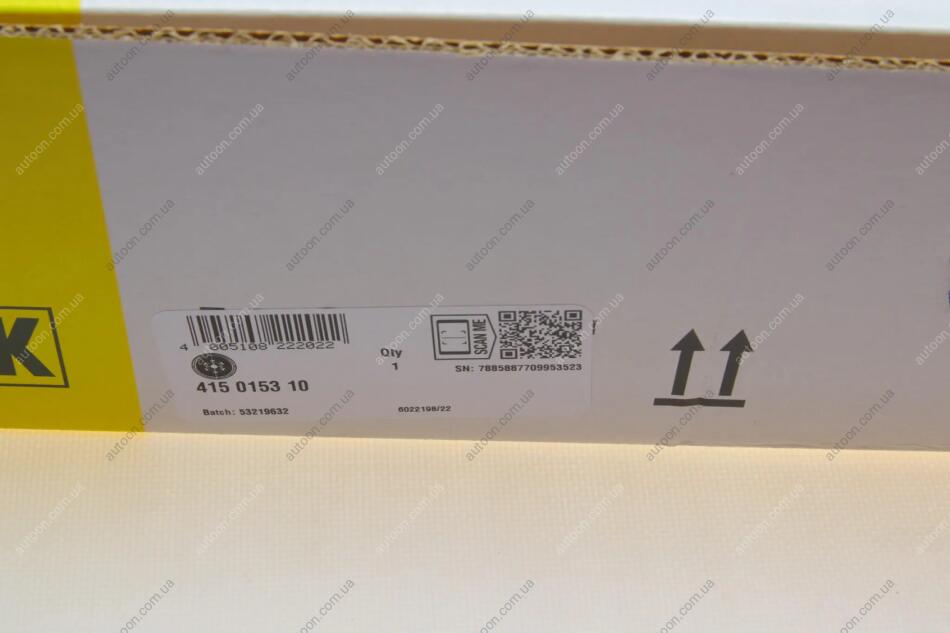 K
4 005108 222022
415 0153 10
Batch: 53219632
Qty
1
6022198/22
SCAN ME
SN: 7885887709953523
autoon.com.ua